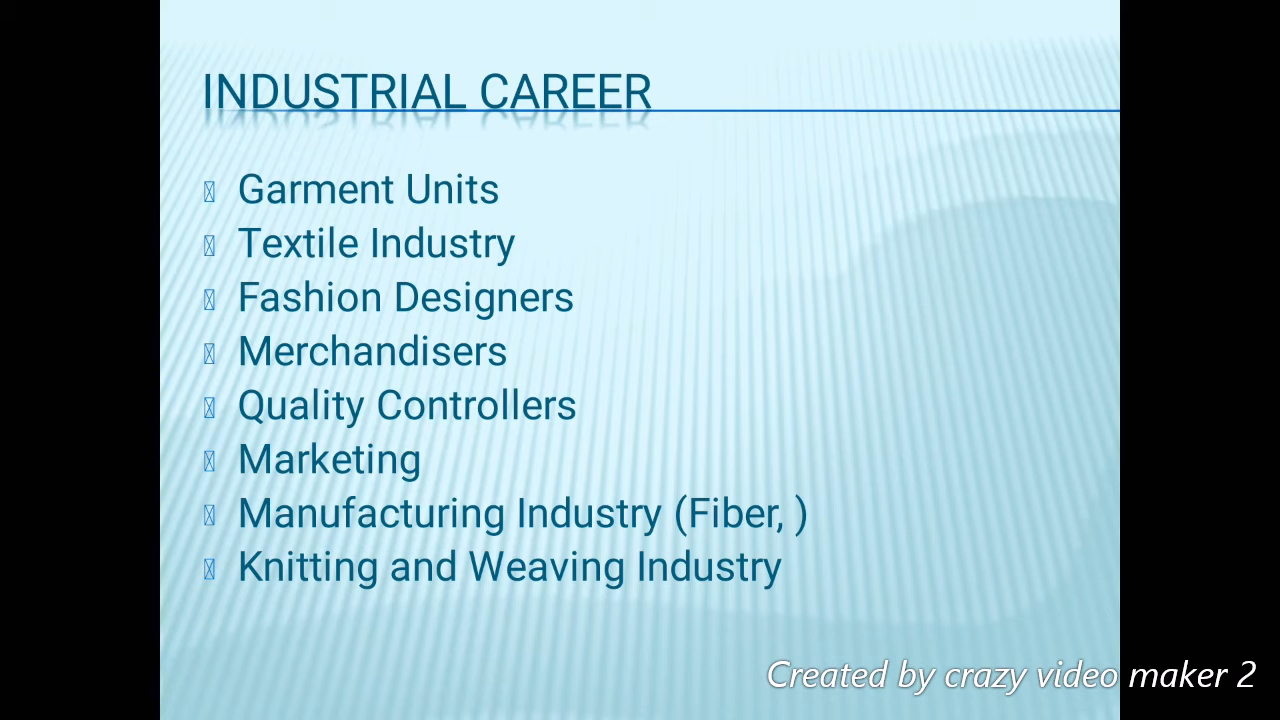 INDUSTRIAL CAREER
Garment Units
Textile Industry
Fashion Designers
Merchandisers
Quality Controllers
Marketing
Manufacturing Industry (Fiber, )
Knitting and Weaving Industry
Created by crazy video maker 2